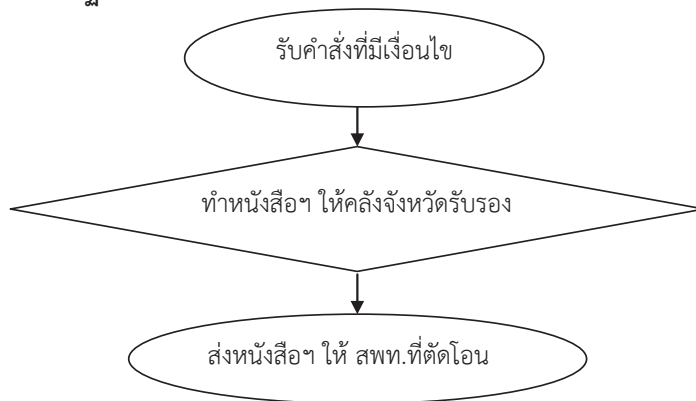 รับคำสั่งที่มีเงื่อนไข
ทำหนังสือฯ ให้คลังจังหวัดรับรอง
ส่งหนังสือฯ ให้ สพท.ที่ตัดโอน